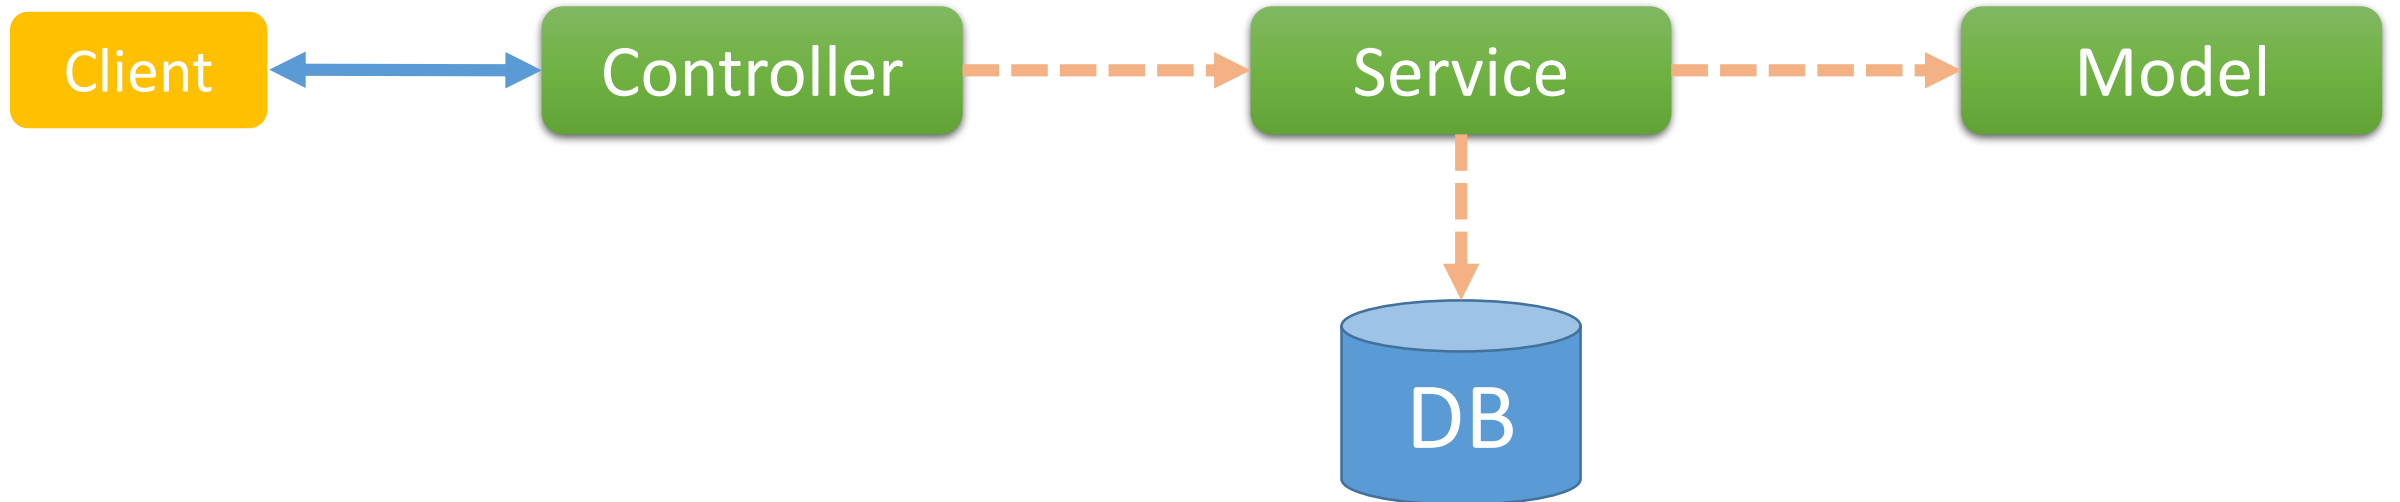 Client
Controller
Service
Model
DB